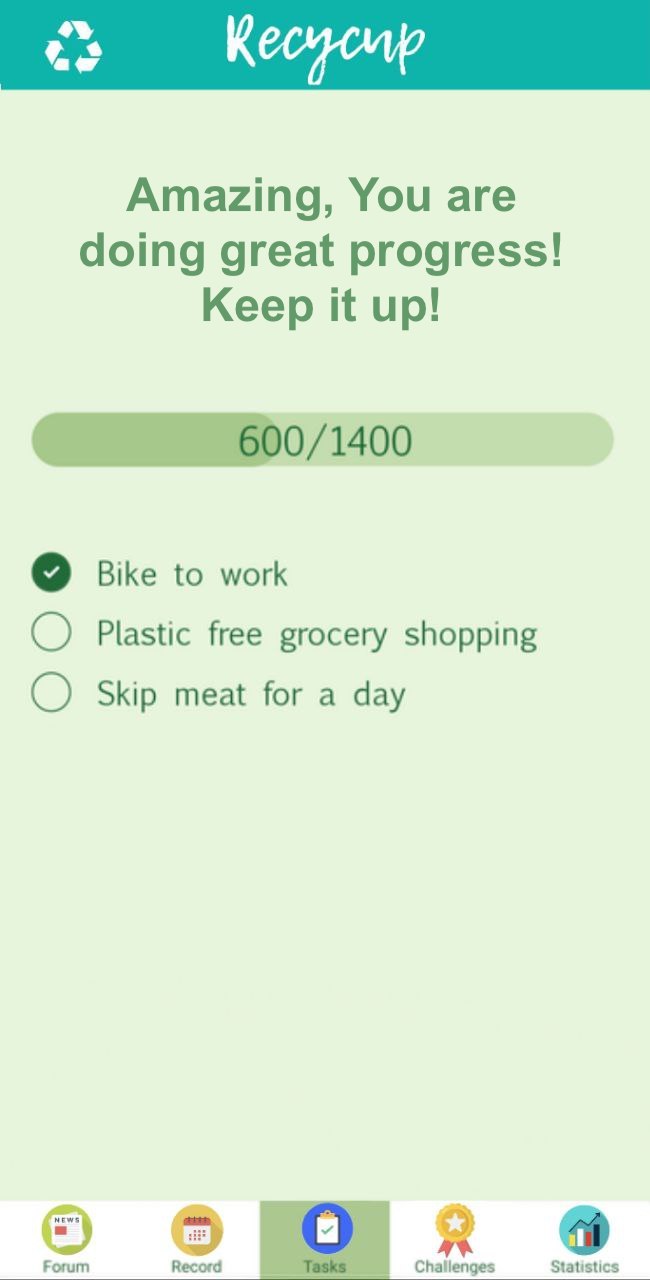 Recycup
Amazing, You are
doing great progress!
Keep it up!
600/1400
Bike to work
Plastic free grocery shopping
Skip meat for a day
NEWS
Forum
Record
Tasks
Challenges
Statistics